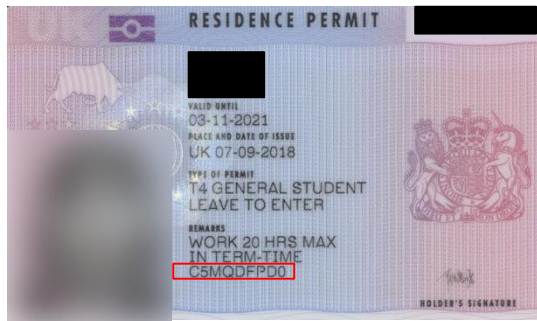 UK
RESIDENCE PERMIT
VALID UNTIL
03-11-2021
PLACE AND DATE OF ISSUE
UK 07-09-2018
TYPE OF PERMIT
T4 GENERAL STUDENT
LEAVE TO ENTER
REMARKS
WORK 20 HRS MAX
IN TERM-TIME
C5MQDFPD0
HOLDER'S SIGNATURE